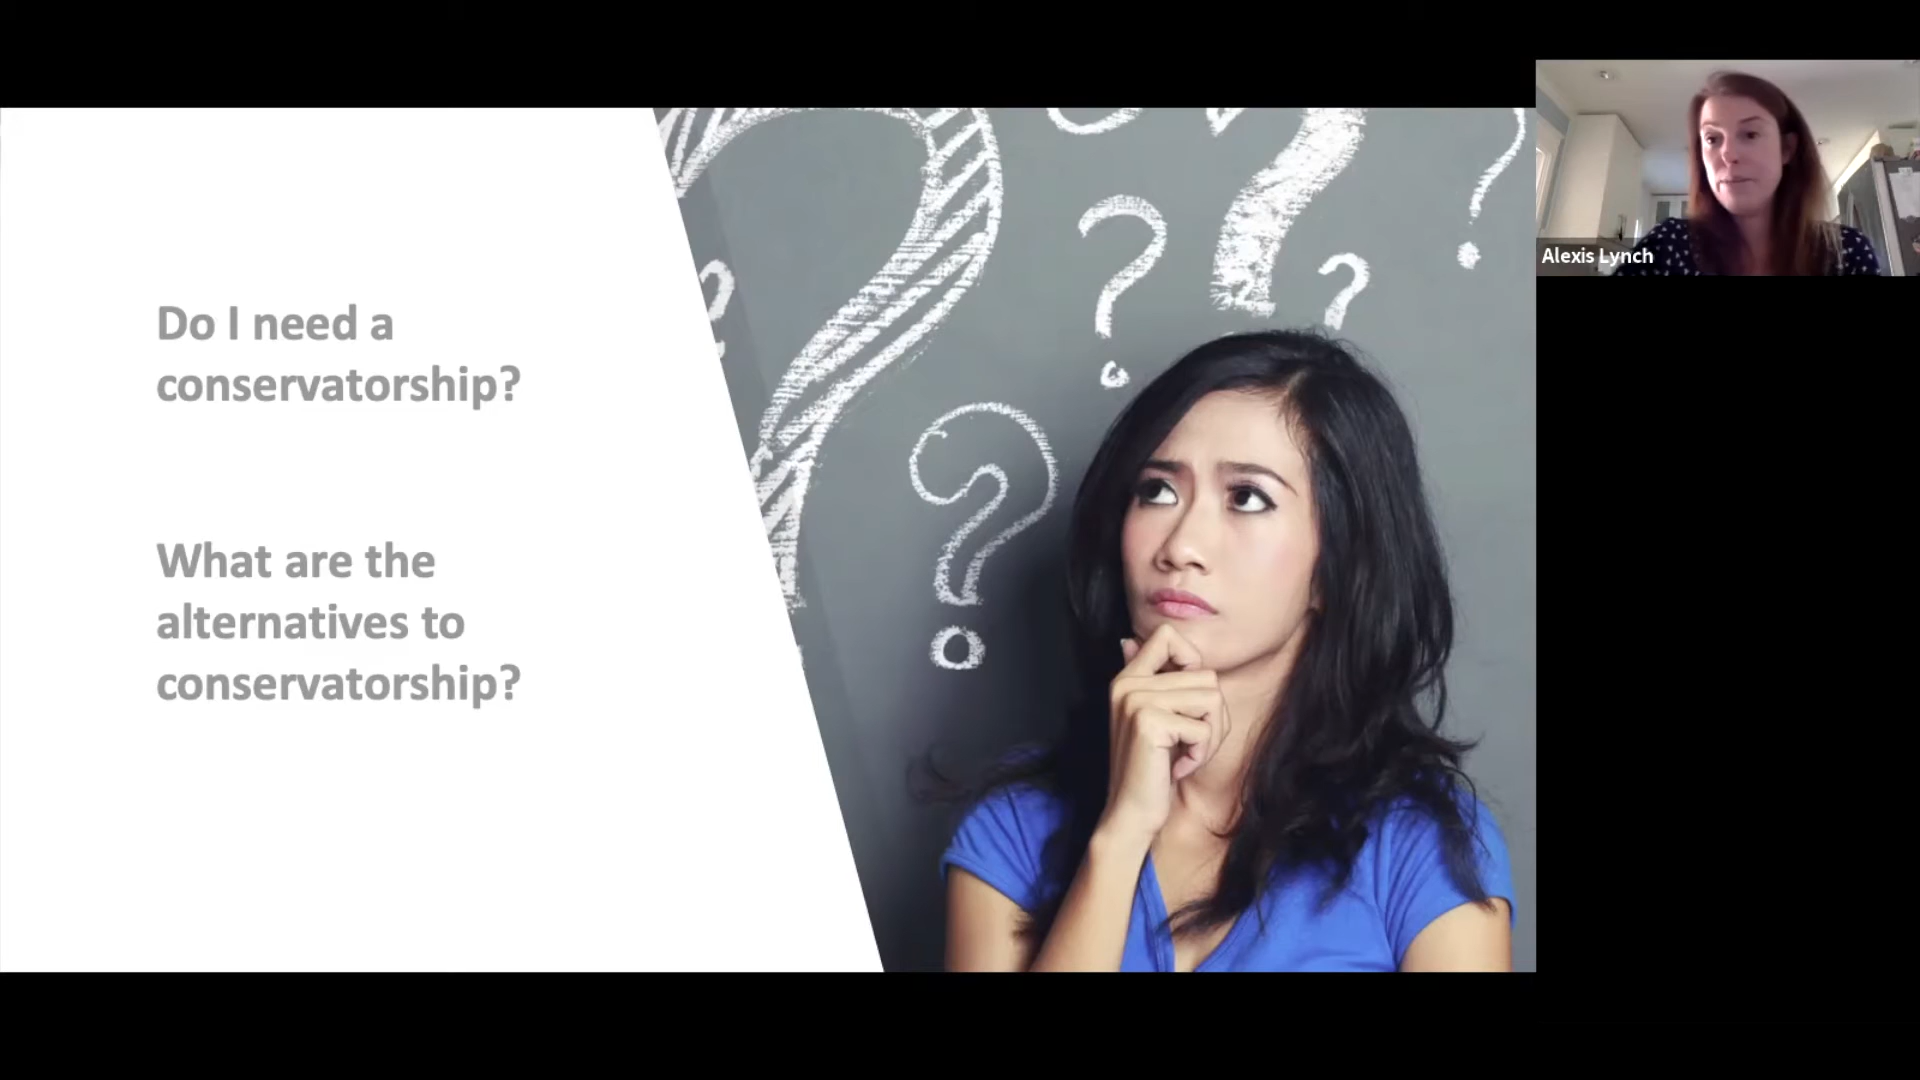 Do I need a
conservatorship?
What are the
alternatives to
conservatorship?
Alexis Lynch